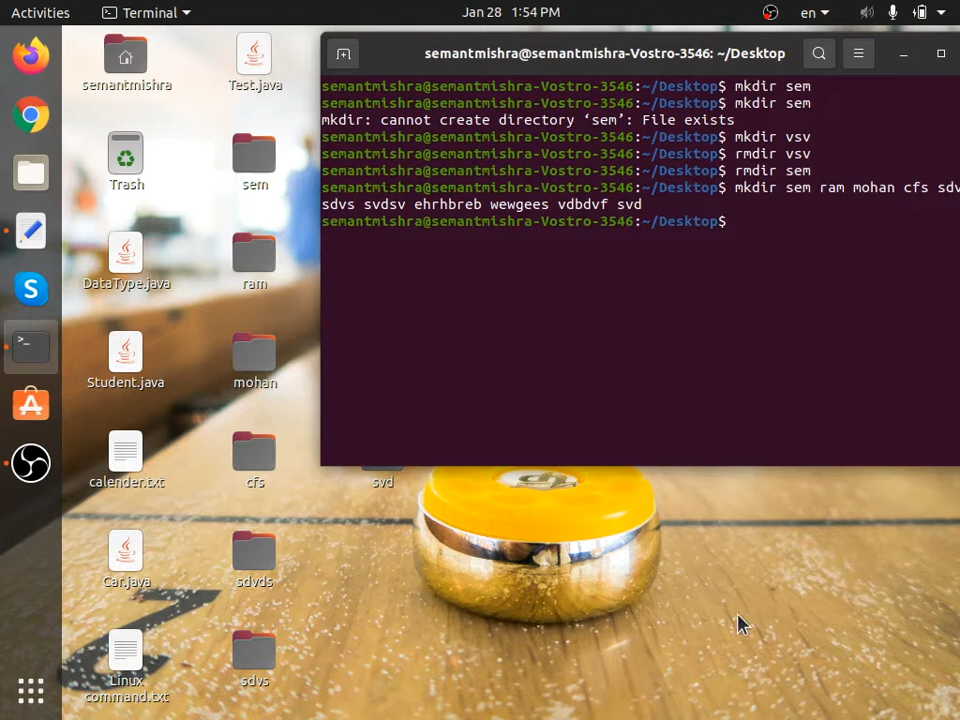 Activities
Terminal
Jan 28 1:54 PM
en
semantmishra@semantmishra-Vostro-3546: ~/Desktop
semantmishra@semantmishra-Vostro-3546:~/Desktop$ mkdir sem
semantmishra@semantmishra-Vostro-3546:~/Desktop$ mkdir sem
mkdir: cannot create directory ‘sem’: File exists
semantmishra@semantmishra-Vostro-3546:~/Desktop$ mkdir vsv
semantmishra@semantmishra-Vostro-3546:~/Desktop$ rmdir vsv
semantmishra@semantmishra-Vostro-3546:~/Desktop$ rmdir sem
semantmishra@semantmishra-Vostro-3546:~/Desktop$ mkdir sem ram mohan cfs sdv
sdvs svdsv ehrhbreb wewgees vdbdvf svd
semantmishra@semantmishra-Vostro-3546:~/Desktop$
semantmishra
Test.java
Trash
sem
DataType.java
ram
Student.java
mohan
calender.txt
cfs
svd
Car.java
sdvds
Linux
command.txt
sdvs